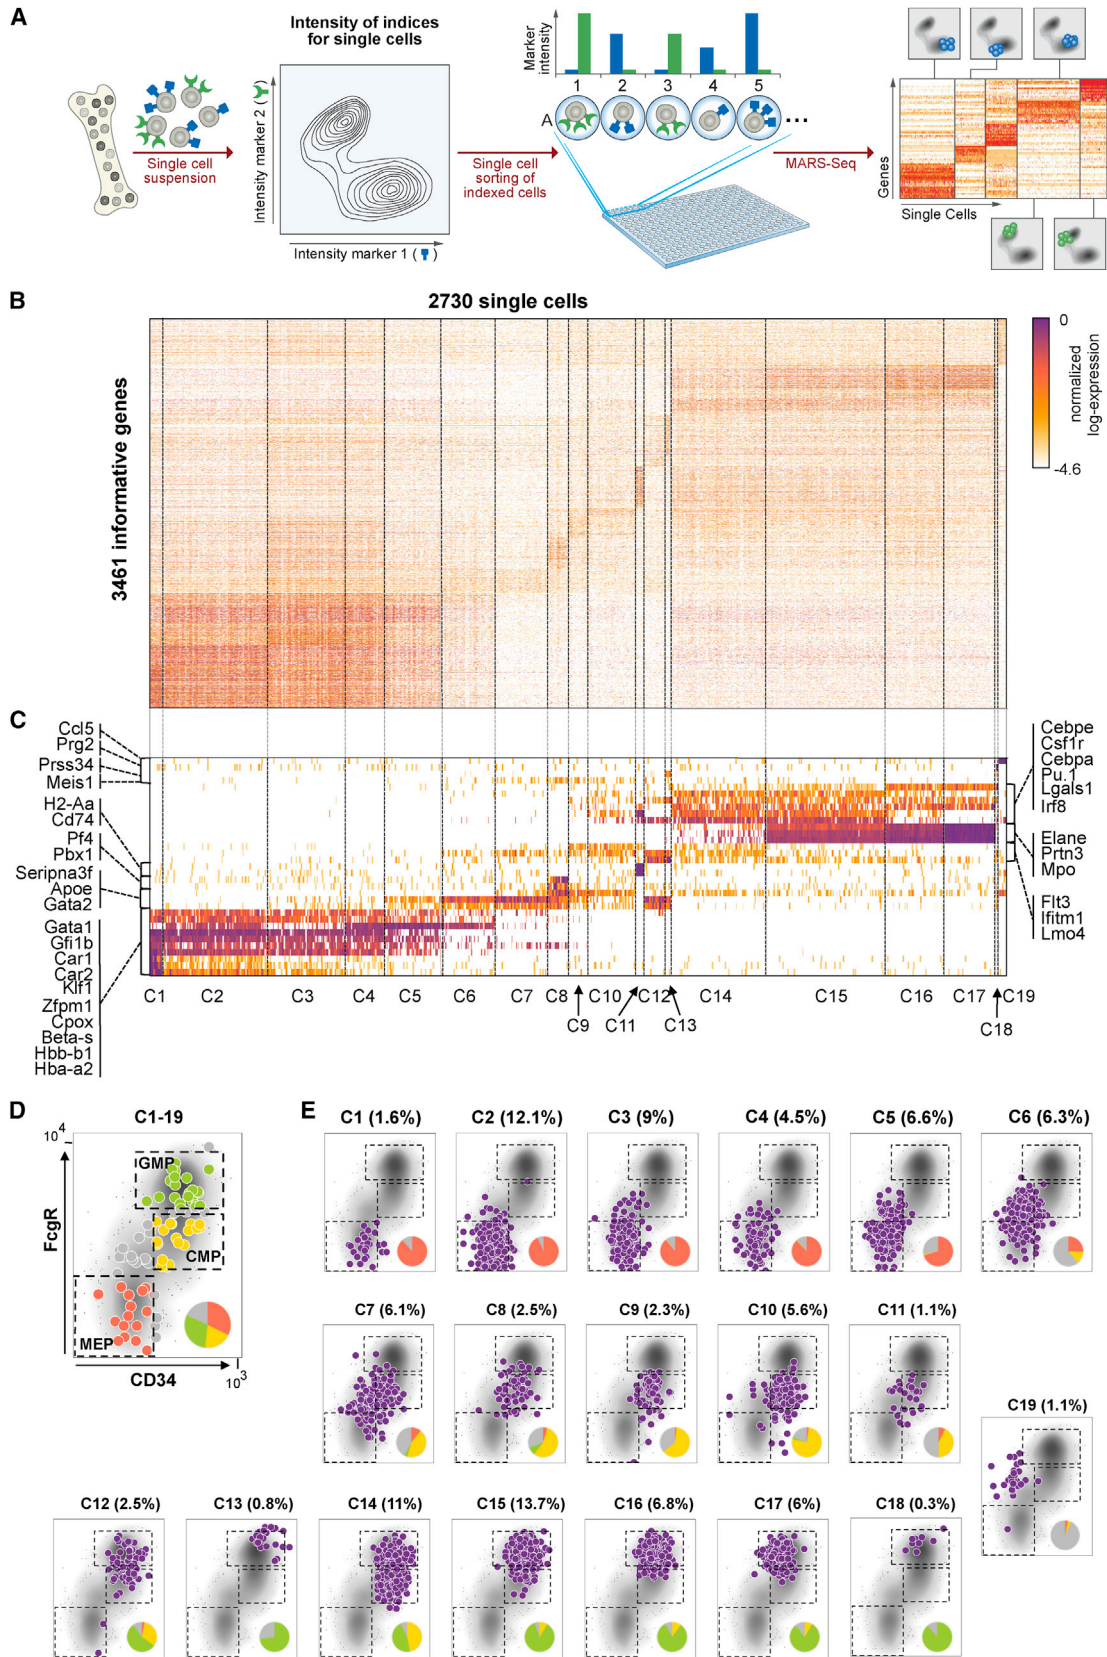 A
Intensity of indices
for single cells
Intensity marker 2 ( )
Intensity marker 1 ( )
Single cell
suspension
Single cell
sorting of
indexed cells
Marker
intensity
1 2 3 4 5
A
...
MARS-Seq
Genes
Single Cells
B
2730 single cells
3461 informative genes
0
normalized
log-expression
-4.6
C
Ccl5
Prg2
Prss34
Meis1
H2-Aa
Cd74
Pf4
Pbx1
Seripna3f
Apoe
Gata2
Gata1
Gfi1b
Car1
Car2
Klf1
Zfpm1
Cpox
Beta-s
Hbb-b1
Hba-a2
Cebpe
Csf1r
Cebpa
Pu.1
Lgals1
Irf8
Elane
Prtn3
Mpo
Flt3
Ifitm1
Lmo4
C1 C2 C3 C4 C5 C6 C7 C8 C10 C12 C14 C15 C16 C17 C19
C9 C11 C13 C18
D
C1-19
10⁴
FcgR
GMP
CMP
MEP
CD34
10³
E
C1 (1.6%)
C2 (12.1%)
C3 (9%)
C4 (4.5%)
C5 (6.6%)
C6 (6.3%)
C7 (6.1%)
C8 (2.5%)
C9 (2.3%)
C10 (5.6%)
C11 (1.1%)
C19 (1.1%)
C12 (2.5%)
C13 (0.8%)
C14 (11%)
C15 (13.7%)
C16 (6.8%)
C17 (6%)
C18 (0.3%)